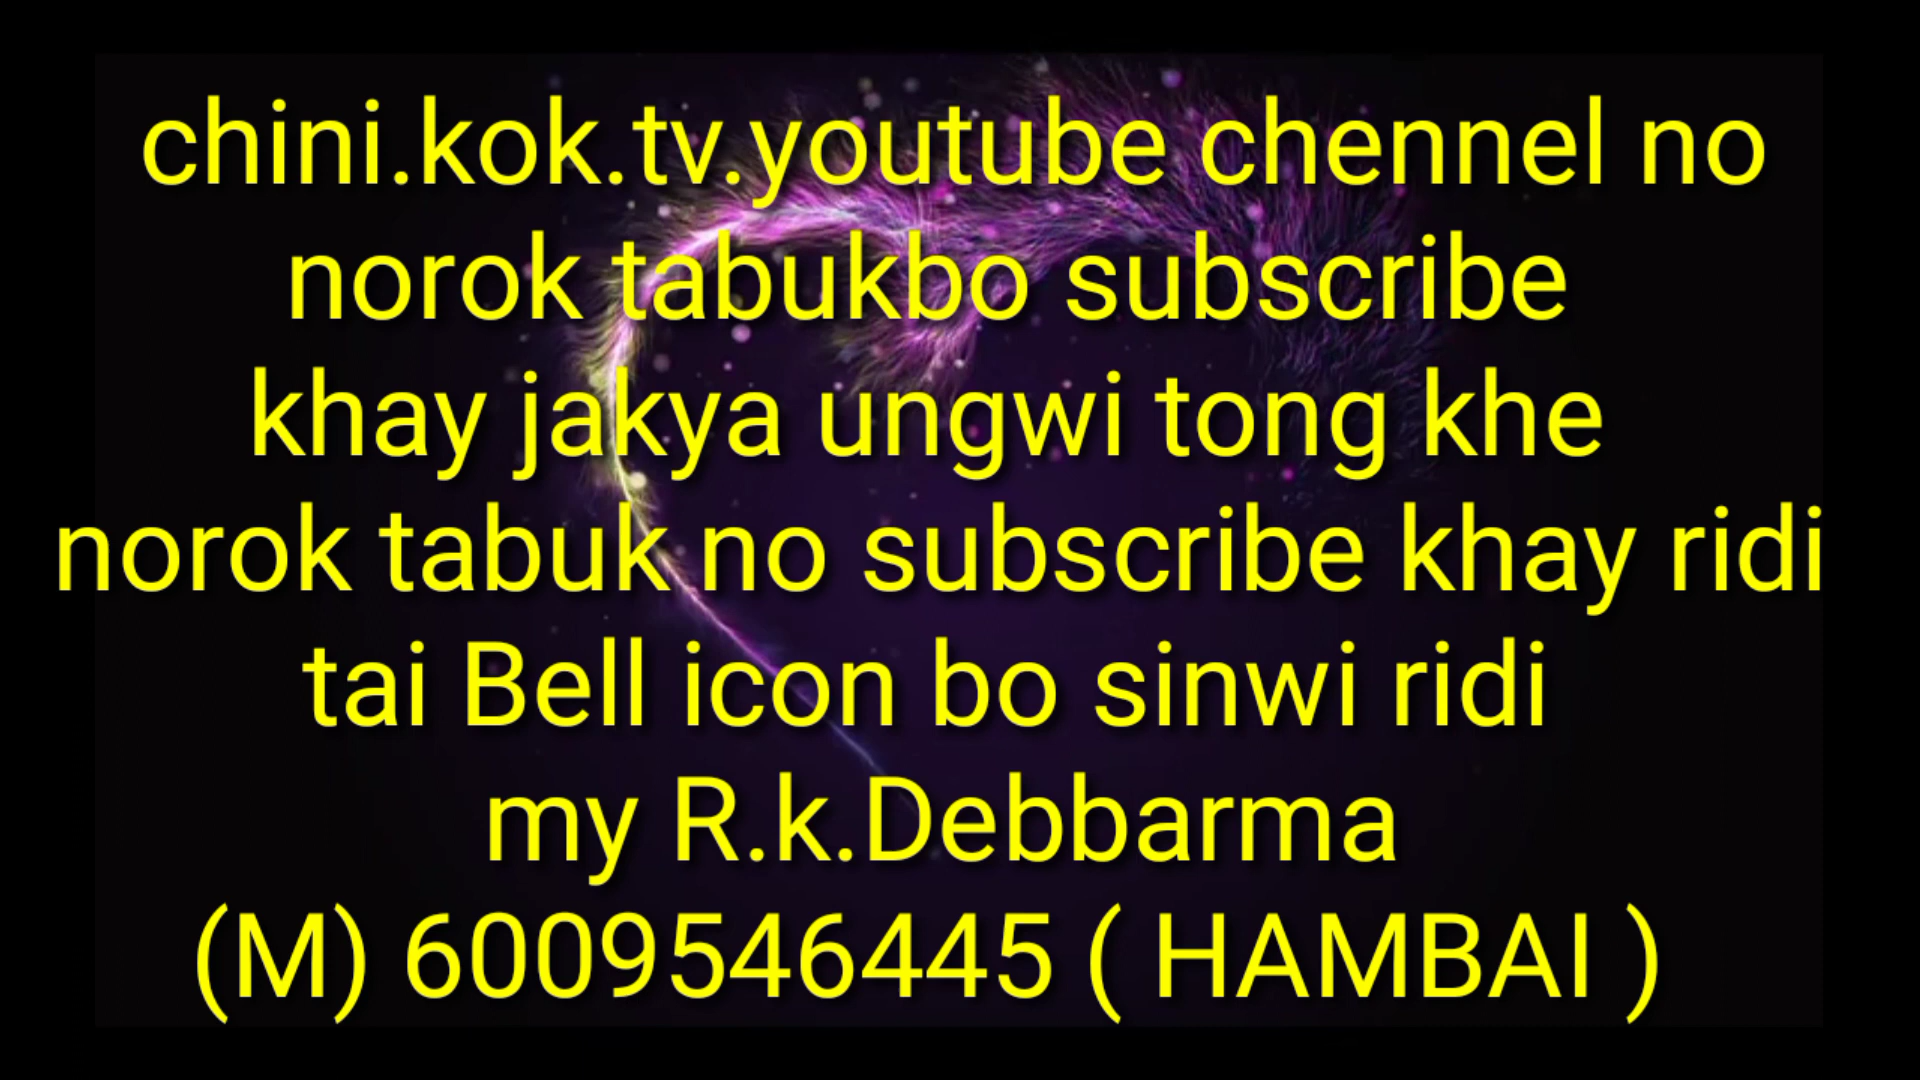 chini.kok.tv.youtube chennel no
norok tabukbo subscribe
khay jakya ungwi tong khe
norok tabuk no subscribe khay ridi
tai Bell icon bo sinwi ridi
my R.k.Debbarma
(M) 6009546445 ( HAMBAI )